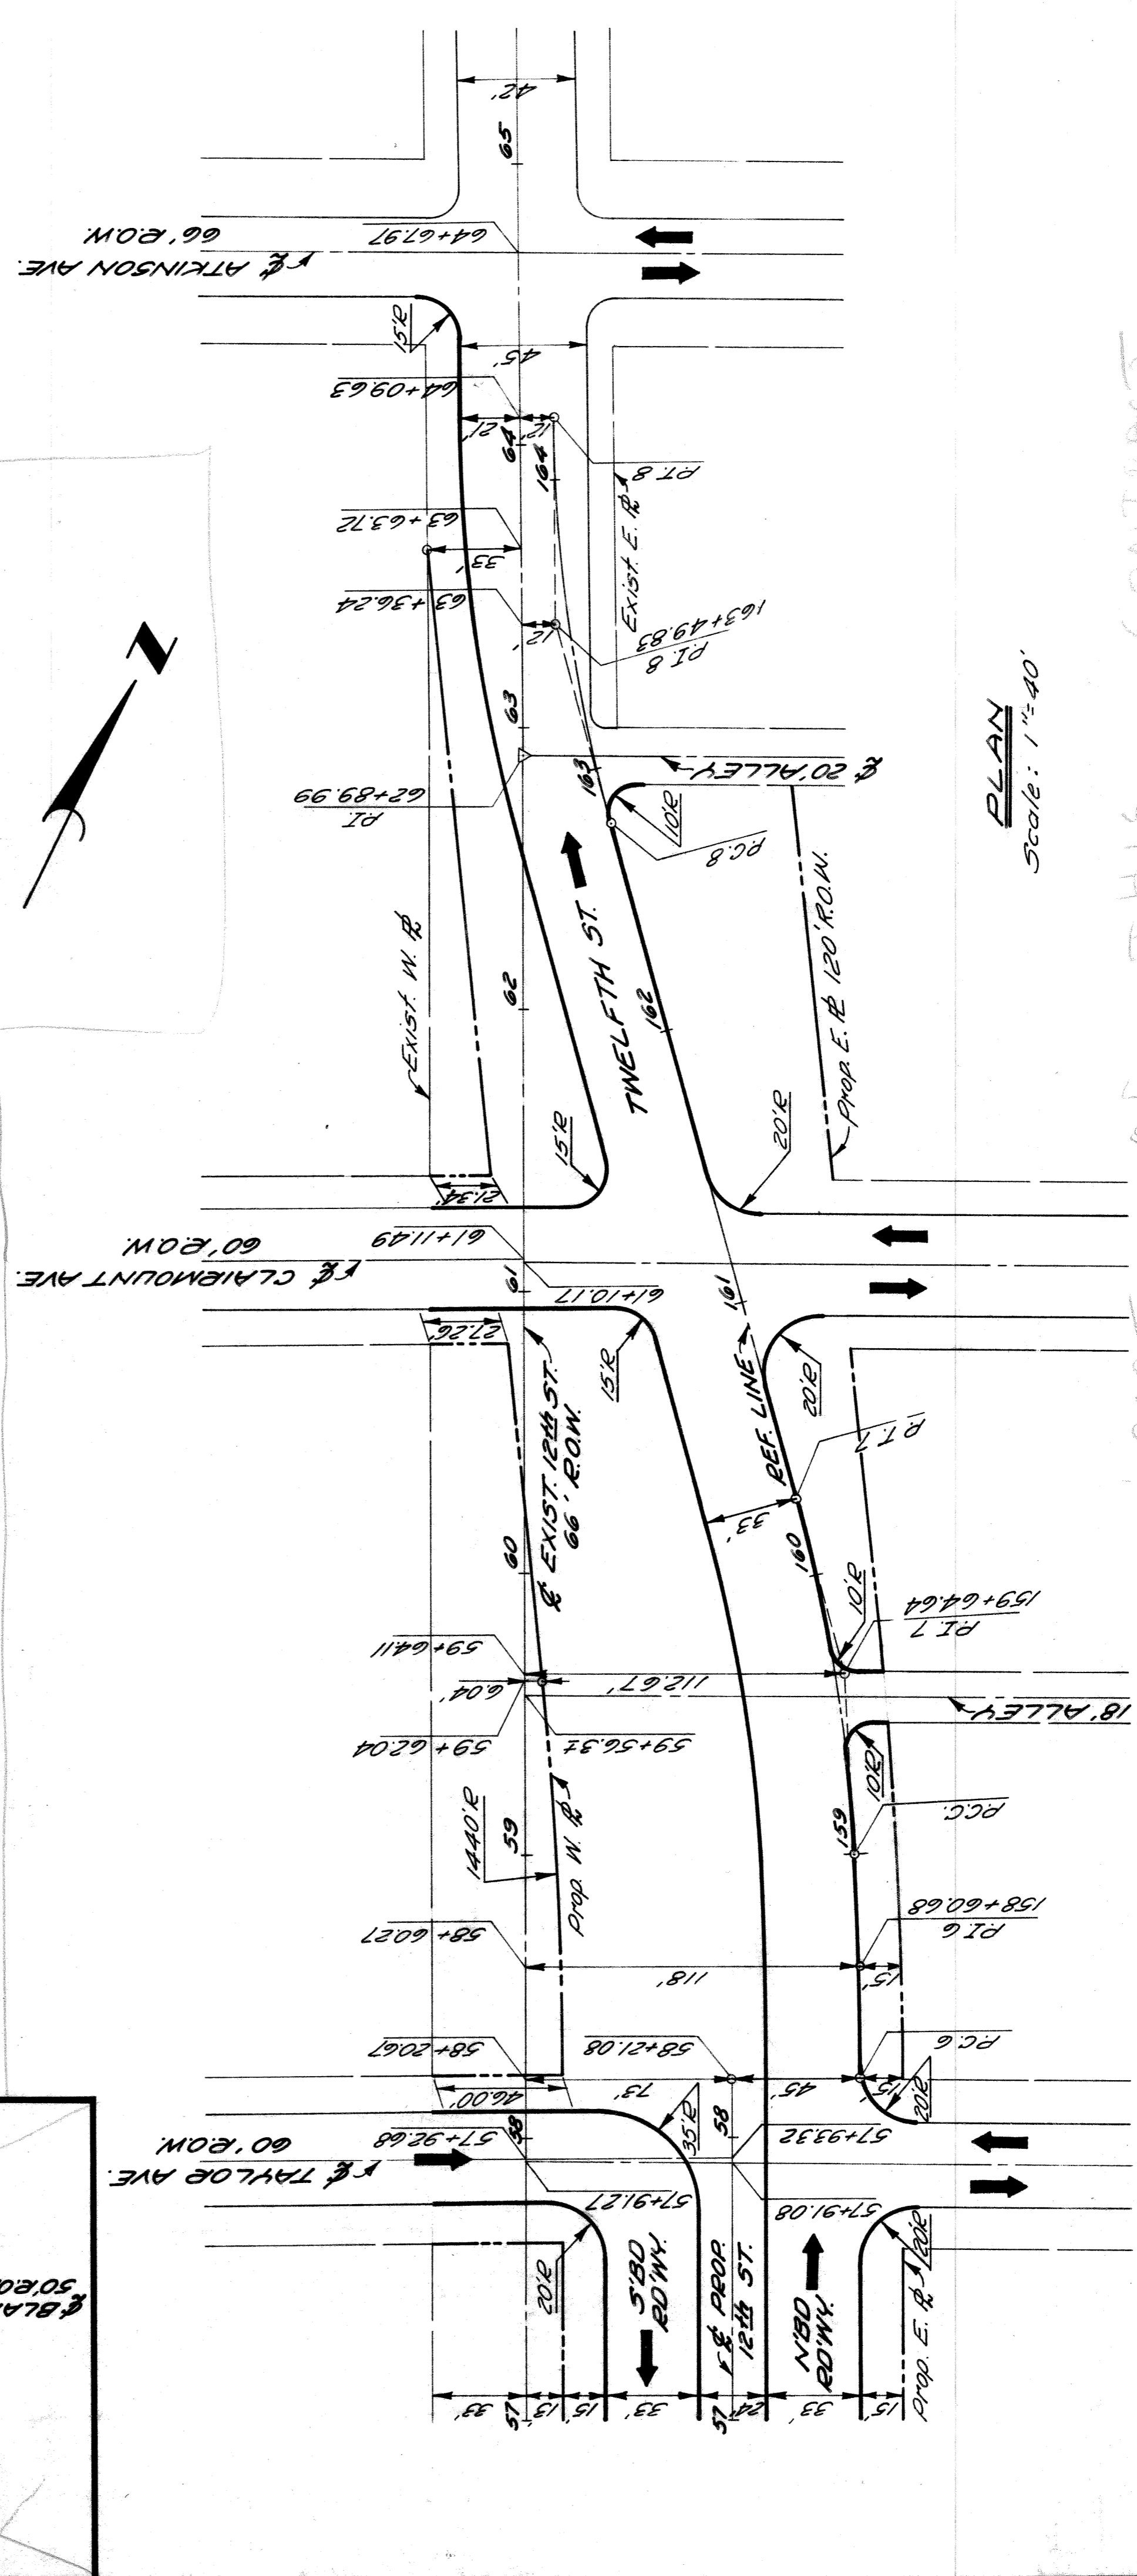 42'
65
64+67.97
℄ ATKINSON AVE.
66' R.O.W.
15'R
45'
64+09.63
21'
12'
64
164
P.T. 8
63+63.72
33'
Exist. E. ℞
63+36.24
12'
P.I. 8
163+49.83
63
℄ 20' ALLEY
163
P.I.
62+89.99
10'R
P.C. 8
N
PLAN
Scale: 1"=40'
Exist. W. ℞
62
TWELFTH ST.
162
Prop. E. ℞ 120' R.O.W.
15'R
20'R
21.34'
61+11.49
℄ CLAIRMOUNT AVE.
60' R.O.W.
61
61+10.17
161
27.26'
15'R
20'R
℄ EXIST. 12th ST.
66' R.O.W.
REF. LINE
P.T. 7
33'
60
160
10'R
P.I. 7
159+64.64
59+64.11
6.04'
112.67'
59+62.04
59+56.31
18' ALLEY
10'R
1440'R
59
Prop. W. ℞
159
P.C.C.
P.I. 6
158+60.68
58+60.27
118'
15'
58+20.67
58+21.08
P.C. 6
46.00'
73'
45'
15'
20'R
58
35'R
58
57+92.68
57+93.32
℄ TAYLOR AVE.
60' R.O.W.
57+91.27
57+91.08
20'R
20'R
S'BD
RD'WY.
℄ PROP.
12th ST.
N'BD
RD'WY.
Prop. E. ℞
33'
57
13'
15'
33'
57
24'
33'
15'
50' R.O.